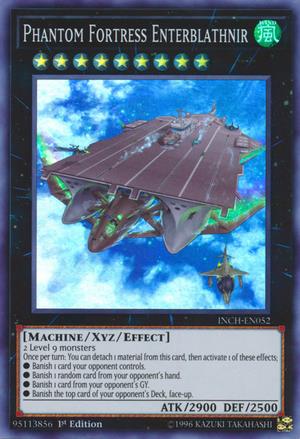 PHANTOM FORTRESS ENTERBLATHNIR
WIND
風
INCH-EN052
[MACHINE/XYZ/EFFECT]
2 Level 9 monsters
Once per turn: You can detach 1 material from this card, then activate 1 of these effects;
● Banish 1 card your opponent controls.
● Banish 1 random card from your opponent's hand.
● Banish 1 card from your opponent's GY.
● Banish the top card of your opponent's Deck, face-up.
ATK/2900 DEF/2500
95113856 1st Edition ©1996 KAZUKI TAKAHASHI